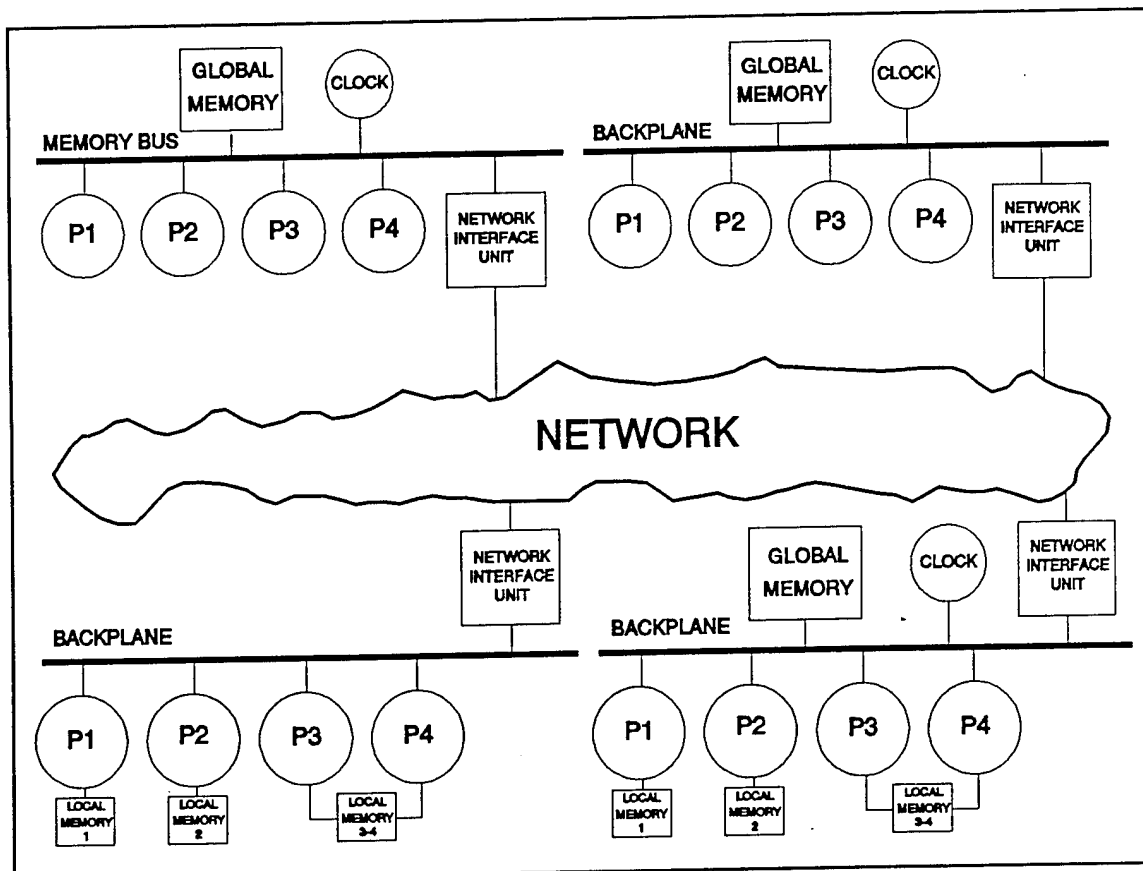 GLOBAL
MEMORY
CLOCK
MEMORY BUS
P1
P2
P3
P4
NETWORK
INTERFACE
UNIT
GLOBAL
MEMORY
CLOCK
BACKPLANE
P1
P2
P3
P4
NETWORK
INTERFACE
UNIT
NETWORK
NETWORK
INTERFACE
UNIT
BACKPLANE
P1
P2
P3
P4
LOCAL
MEMORY
1
LOCAL
MEMORY
2
LOCAL
MEMORY
3-4
GLOBAL
MEMORY
CLOCK
NETWORK
INTERFACE
UNIT
BACKPLANE
P1
P2
P3
P4
LOCAL
MEMORY
1
LOCAL
MEMORY
2
LOCAL
MEMORY
3-4